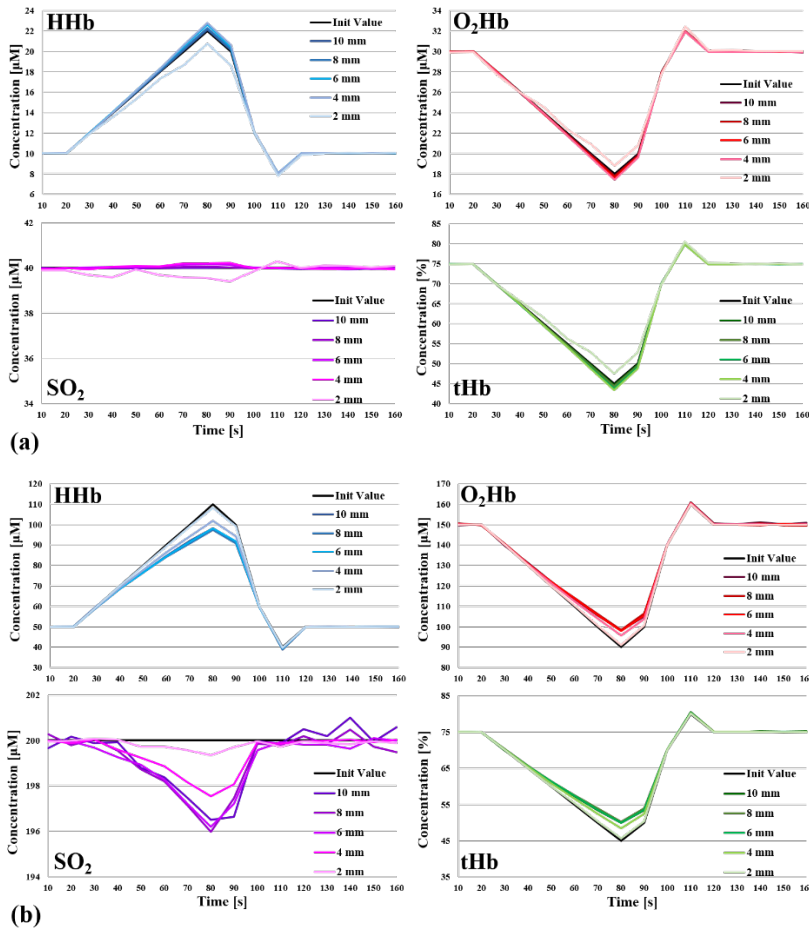 HHb
Concentration [µM]
24
22
20
18
16
14
12
10
8
6
Init Value
10 mm
8 mm
6 mm
4 mm
2 mm
10 20 30 40 50 60 70 80 90 100 110 120 130 140 150 160
O2Hb
Concentration [µM]
34
32
30
28
26
24
22
20
18
16
Init Value
10 mm
8 mm
6 mm
4 mm
2 mm
10 20 30 40 50 60 70 80 90 100 110 120 130 140 150 160
Concentration [µM]
42
40
38
36
34
Init Value
10 mm
8 mm
6 mm
4 mm
2 mm
SO2
10 20 30 40 50 60 70 80 90 100 110 120 130 140 150 160
Time [s]
Concentration [%]
85
80
75
70
65
60
55
50
45
40
Init Value
10 mm
8 mm
6 mm
4 mm
2 mm
tHb
10 20 30 40 50 60 70 80 90 100 110 120 130 140 150 160
Time [s]
(a)
HHb
Concentration [µM]
120
110
100
90
80
70
60
50
40
30
Init Value
10 mm
8 mm
6 mm
4 mm
2 mm
10 20 30 40 50 60 70 80 90 100 110 120 130 140 150 160
O2Hb
Concentration [µM]
170
160
150
140
130
120
110
100
90
80
Init Value
10 mm
8 mm
6 mm
4 mm
2 mm
10 20 30 40 50 60 70 80 90 100 110 120 130 140 150 160
Concentration [µM]
202
200
198
196
194
Init Value
10 mm
8 mm
6 mm
4 mm
2 mm
SO2
10 20 30 40 50 60 70 80 90 100 110 120 130 140 150 160
Time [s]
Concentration [%]
85
75
65
55
45
35
Init Value
10 mm
8 mm
6 mm
4 mm
2 mm
tHb
10 20 30 40 50 60 70 80 90 100 110 120 130 140 150 160
Time [s]
(b)